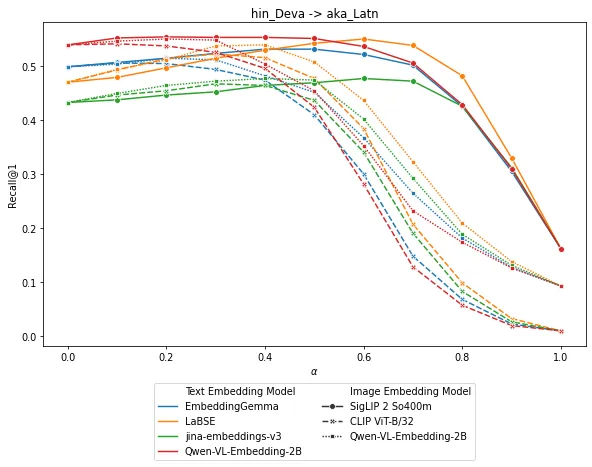 hin_Deva -> aka_Latn
Recall@1
0.5
0.4
0.3
0.2
0.1
0.0
0.0 0.2 0.4 0.6 0.8 1.0
α
Text Embedding Model Image Embedding Model
EmbeddingGemma SigLIP 2 So400m
LaBSE CLIP ViT-B/32
jina-embeddings-v3 Qwen-VL-Embedding-2B
Qwen-VL-Embedding-2B